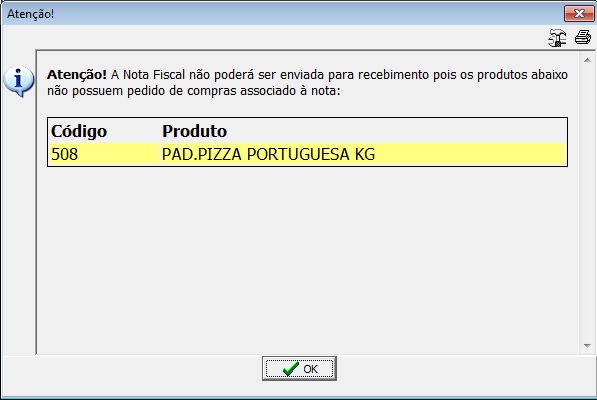 Atenção!
Atenção! A Nota Fiscal não poderá ser enviada para recebimento pois os produtos abaixo
não possuem pedido de compras associado à nota:
Código Produto
508 PAD.PIZZA PORTUGUESA KG
OK